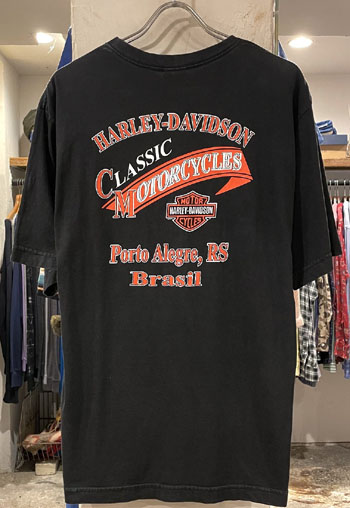 HARLEY-DAVIDSON
CLASSIC
MOTORCYCLES
MOTOR
HARLEY-DAVIDSON
CYCLES
Porto Alegre, RS
Brasil